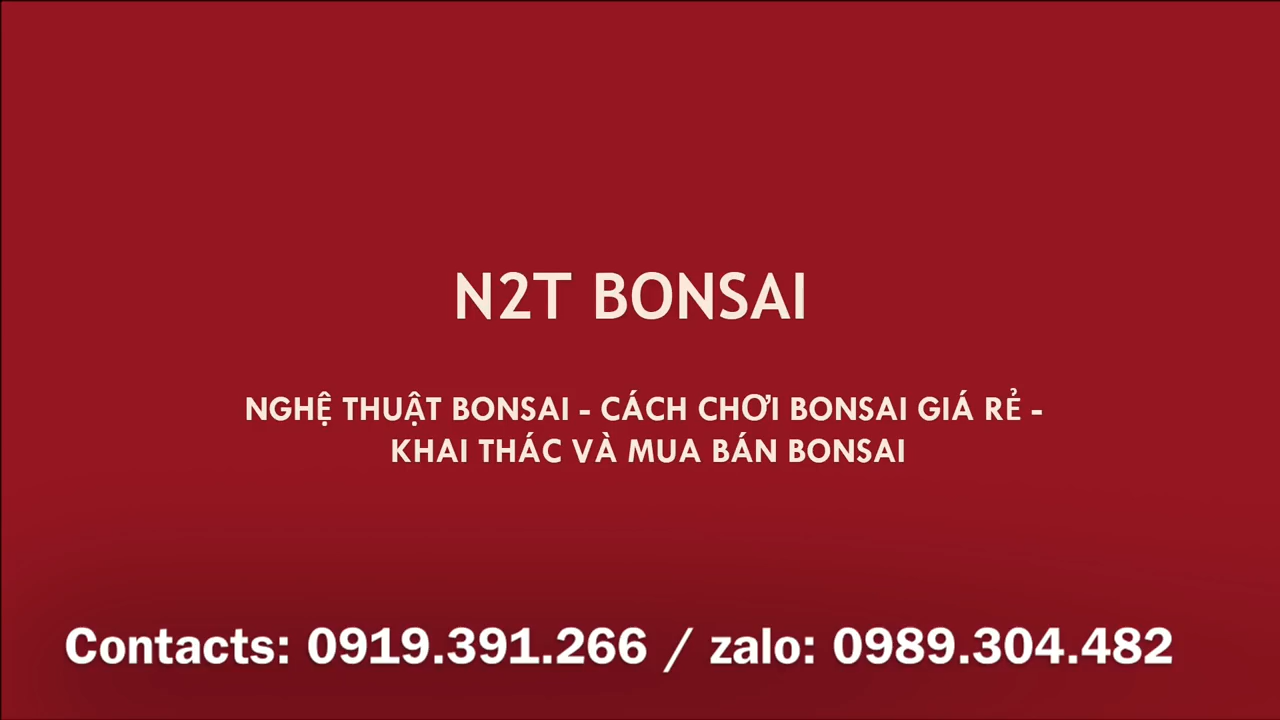 N2T BONSAI
NGHỆ THUẬT BONSAI - CÁCH CHƠI BONSAI GIÁ RẺ -
KHAI THÁC VÀ MUA BÁN BONSAI
Contacts: 0919.391.266 / zalo: 0989.304.482